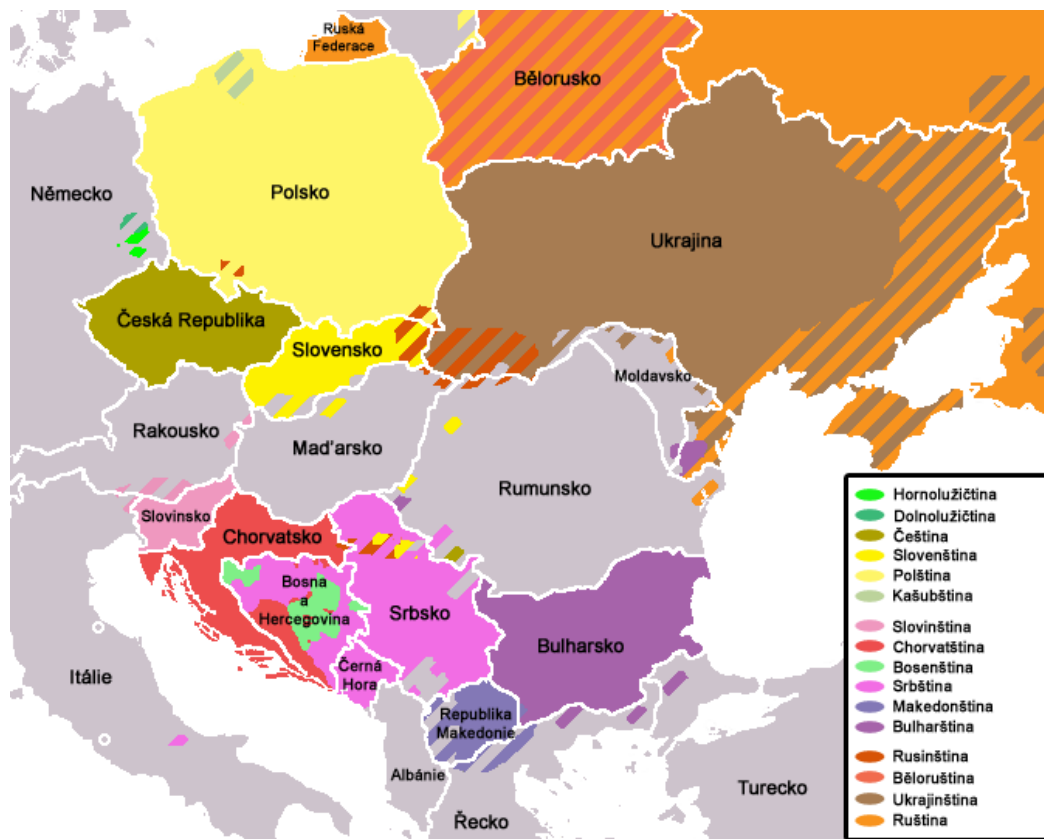 Ruská
Federace
Bělorusko
Německo
Polsko
Ukrajina
Česká Republika
Slovensko
Moldavsko
Rakousko
Maďarsko
Rumunsko
Slovinsko
Chorvatsko
Bosna
a
Hercegovina
Srbsko
Bulharsko
Černá
Hora
Itálie
Republika
Makedonie
Albánie
Řecko
Turecko
Hornolužičtina
Dolnolužičtina
Čeština
Slovenština
Polština
Kašubština
Slovinština
Chorvatština
Bosenština
Srbština
Makedonština
Bulharština
Rusinština
Běloruština
Ukrajinština
Ruština